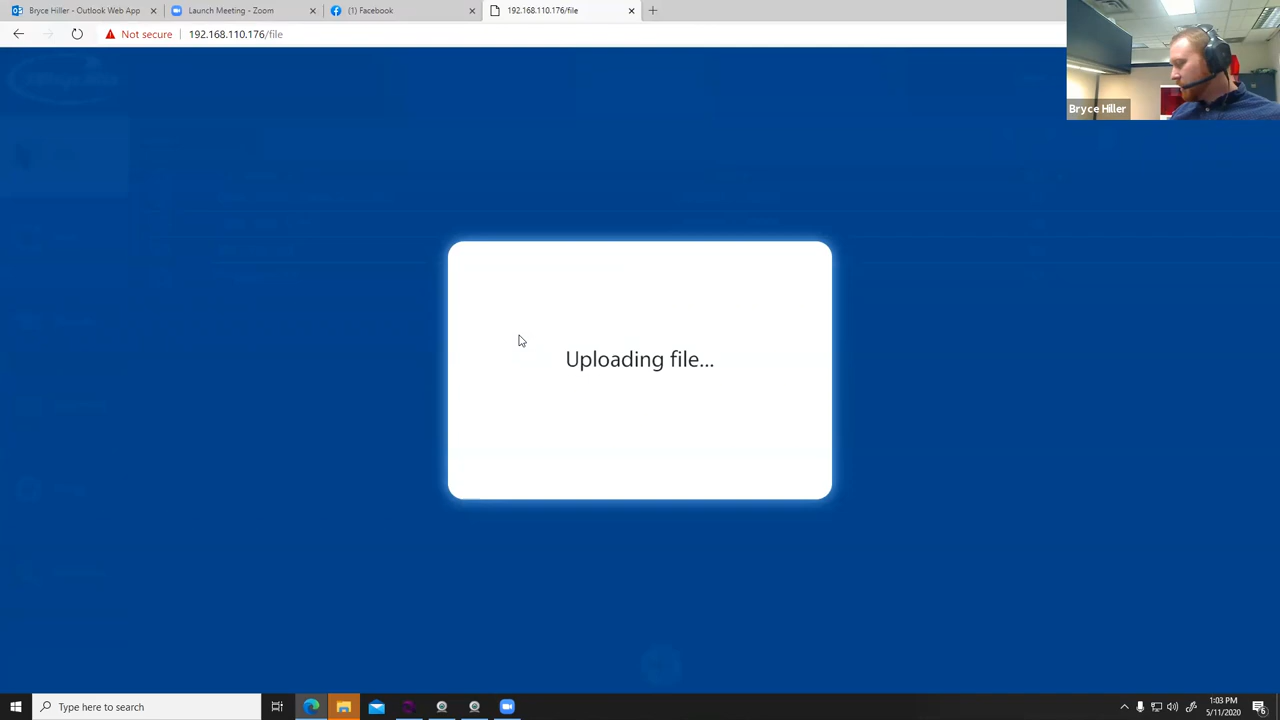 Bryce Hiller - Outlook Web App
Launch Meeting - Zoom
(1) Facebook
192.168.110.176/file
Not secure
192.168.110.176/file
Bryce Hiller
Uploading file...
Type here to search
1:03 PM
5/11/2020
6